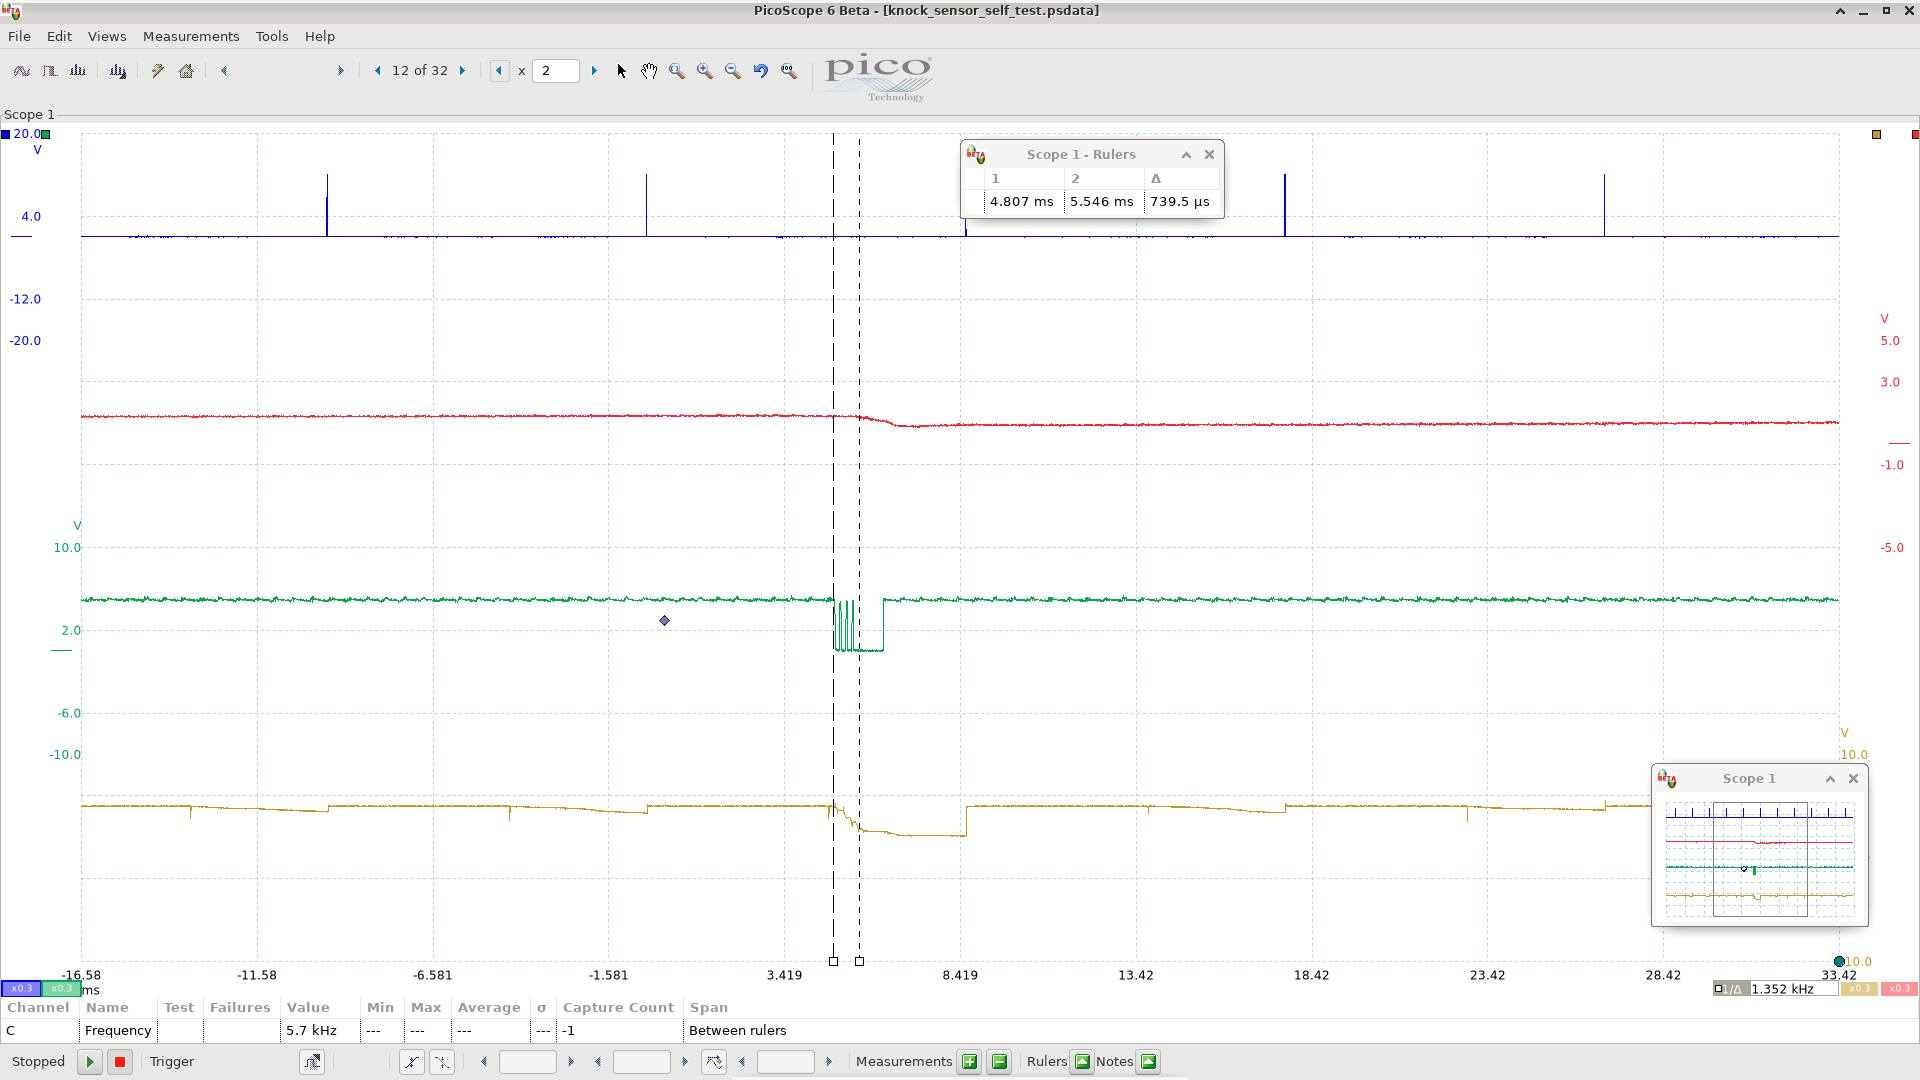 BETA PicoScope 6 Beta - [knock_sensor_self_test.psdata]
File Edit Views Measurements Tools Help
12 of 32 x 2 pico Technology
Scope 1
20.0
V
4.0
-12.0
-20.0
BETA Scope 1 - Rulers
1 2 Δ
4.807 ms 5.546 ms 739.5 µs
V
5.0
3.0
-1.0
-5.0
V
10.0
2.0
-6.0
-10.0
V
10.0
BETA Scope 1
10.0
-16.58 -11.58 -6.581 -1.581 3.419 8.419 13.42 18.42 23.42 28.42 33.42
x0.3 x0.3 ms 1/Δ 1.352 kHz x0.3 x0.3
Channel Name Test Failures Value Min Max Average σ Capture Count Span
C Frequency 5.7 kHz --- --- --- --- -1 Between rulers
Stopped Trigger Measurements Rulers Notes